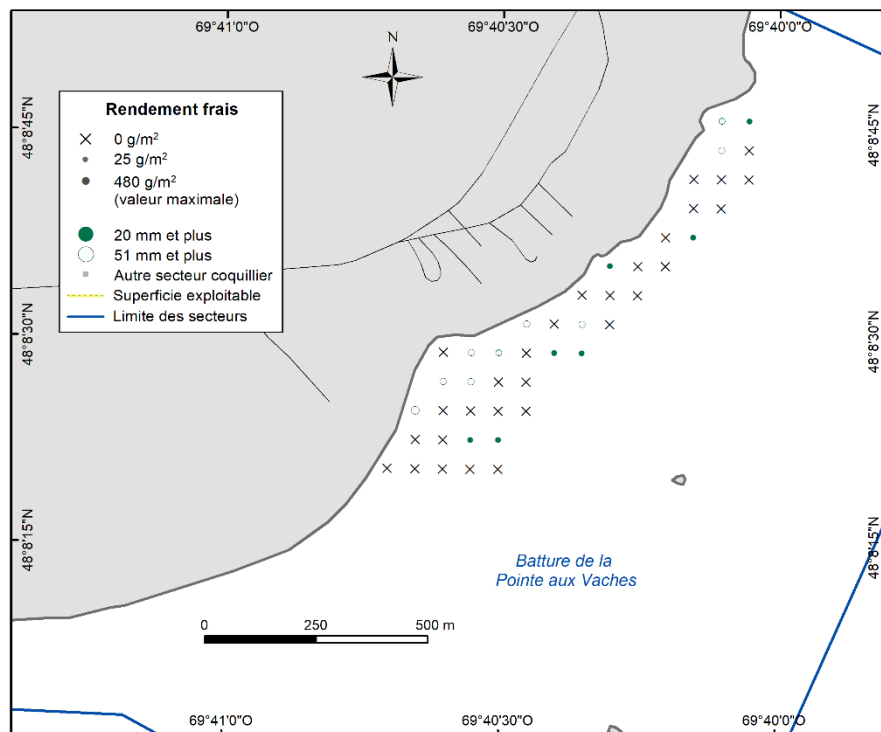 69°41'0"O 69°40'30"O 69°40'0"O
N
48°8'45"N
48°8'45"N
Rendement frais
0 g/m²
25 g/m²
480 g/m²
(valeur maximale)
20 mm et plus
51 mm et plus
Autre secteur coquillier
Superficie exploitable
Limite des secteurs
48°8'30"N
48°8'30"N
48°8'15"N
48°8'15"N
Batture de la
Pointe aux Vaches
0 250 500 m
69°41'0"O 69°40'30"O 69°40'0"O